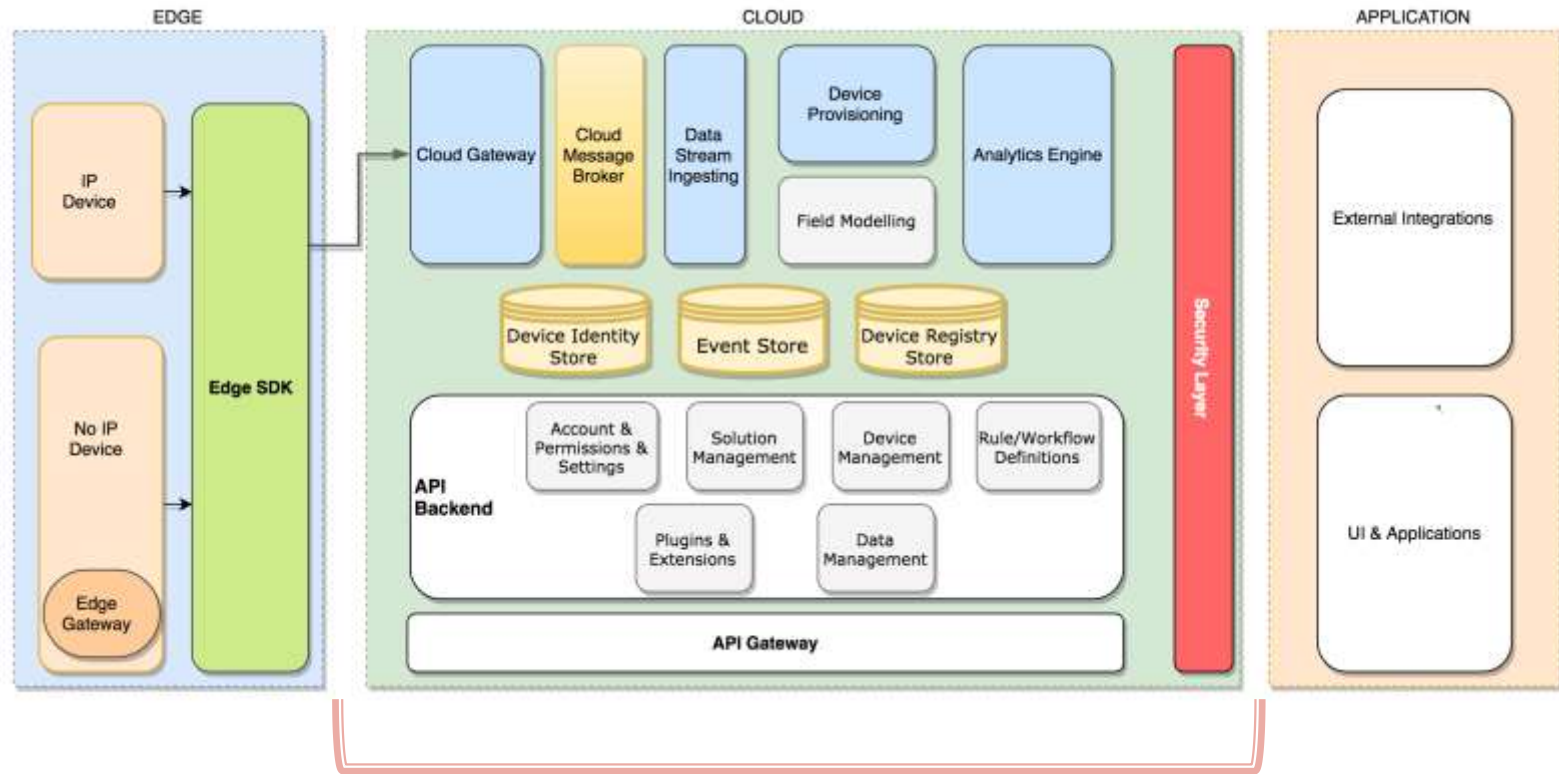 EDGE
CLOUD
APPLICATION
IP
Device
No IP
Device
Edge
Gateway
Edge SDK
Cloud Gateway
Cloud
Message
Broker
Data
Stream
Ingesting
Device
Provisioning
Field Modelling
Analytics Engine
Device Identity
Store
Event Store
Device Registry
Store
API
Backend
Account &
Permissions &
Settings
Solution
Management
Device
Management
Rule/Workflow
Definitions
Plugins &
Extensions
Data
Management
API Gateway
Security Layer
External Integrations
UI & Applications